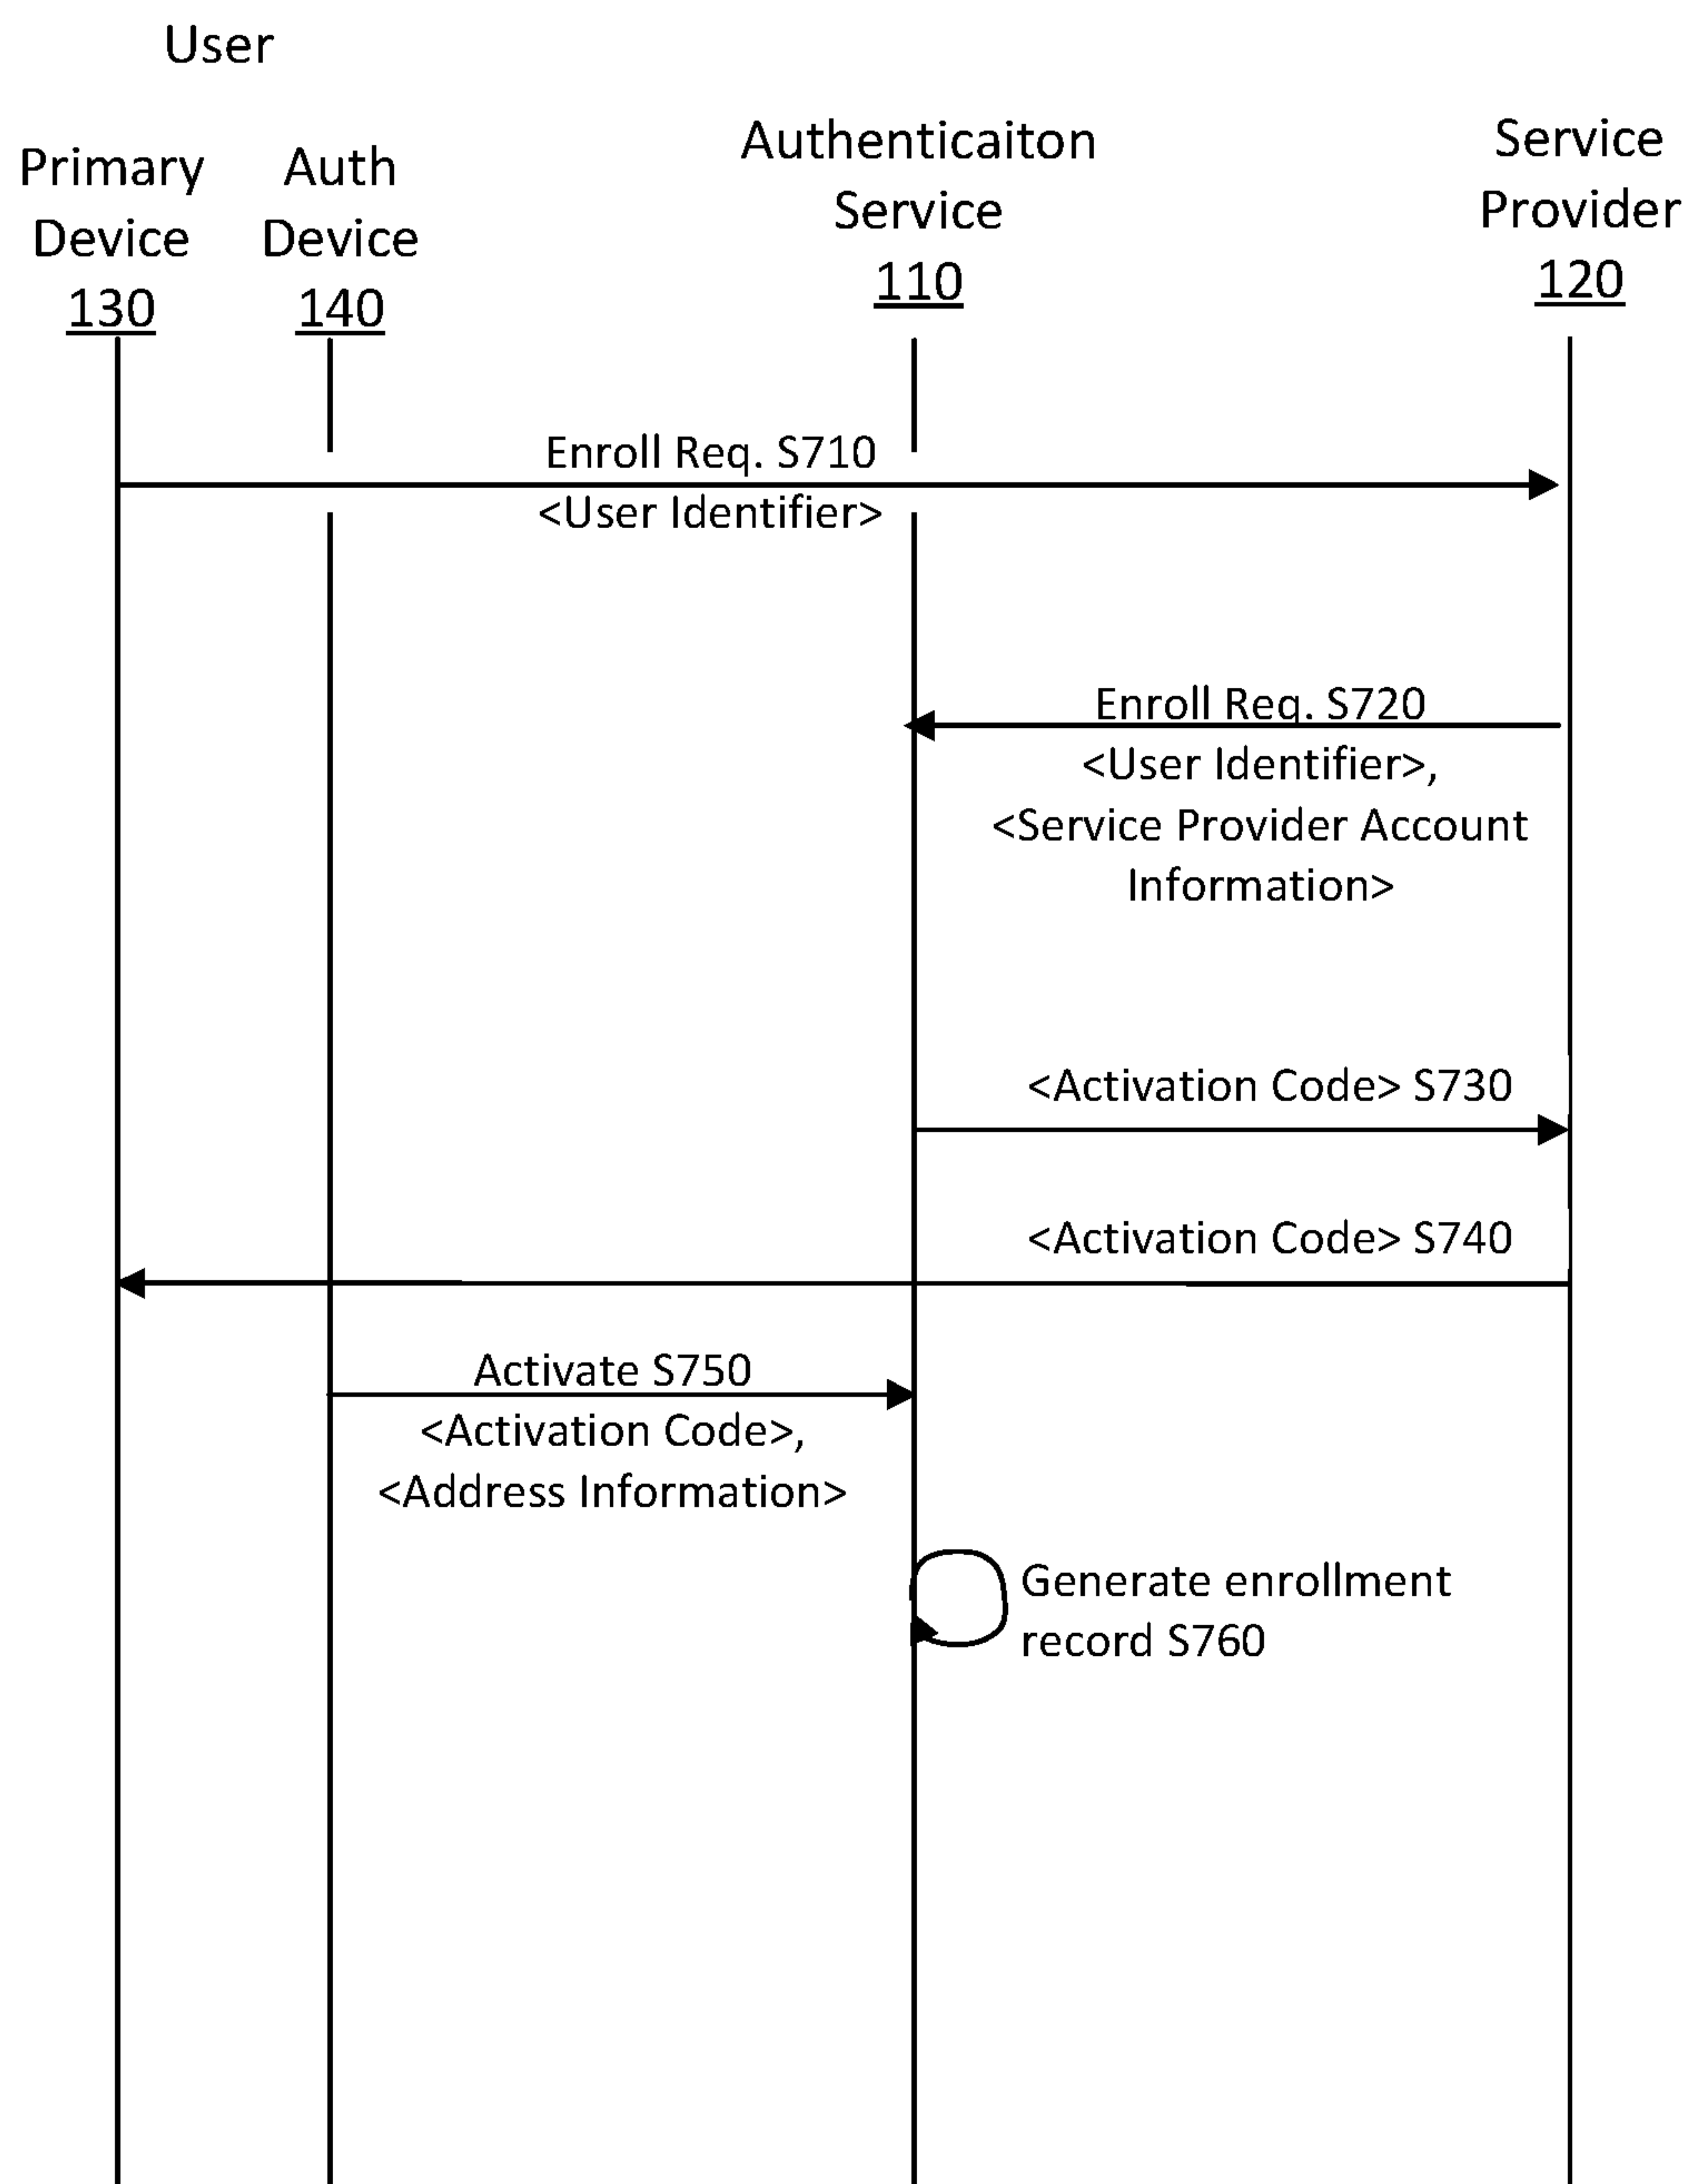 User
Primary
Device
130
Auth
Device
140
Authenticaiton
Service
110
Service
Provider
120
Enroll Req. S710
<User Identifier>
Enroll Req. S720
<User Identifier>,
<Service Provider Account
Information>
<Activation Code> S730
<Activation Code> S740
Activate S750
<Activation Code>,
<Address Information>
Generate enrollment
record S760